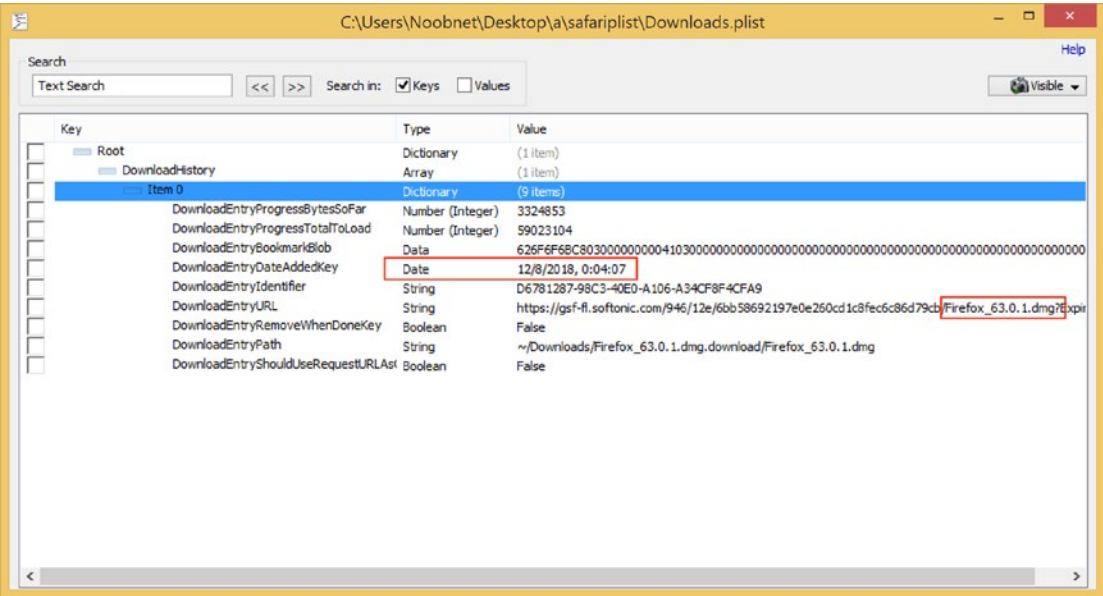 C:\Users\Noobnet\Desktop\a\safariplist\Downloads.plist
Help
Search
Text Search << >> Search in: Keys Values Visible
Key Type Value
Root Dictionary (1 item)
DownloadHistory Array (1 item)
Item 0 Dictionary (9 items)
DownloadEntryProgressBytesSoFar Number (Integer) 3324853
DownloadEntryProgressTotalToLoad Number (Integer) 59023104
DownloadEntryBookmarkBlob Data
DownloadEntryDateAddedKey Date 12/8/2018, 0:04:07
DownloadEntryIdentifier String D6781287-98C3-40E0-A106-A34CF8F4CFA9
DownloadEntryURL String https://gsf-fl.softonic.com/946/12e/6bb58692197e0e260cd1c8fec6c86d79cb/Firefox_63.0.1.dmg?Expir
DownloadEntryRemoveWhenDoneKey Boolean False
DownloadEntryPath String ~/Downloads/Firefox_63.0.1.dmg.download/Firefox_63.0.1.dmg
DownloadEntryShouldUseRequestURLAs( Boolean False